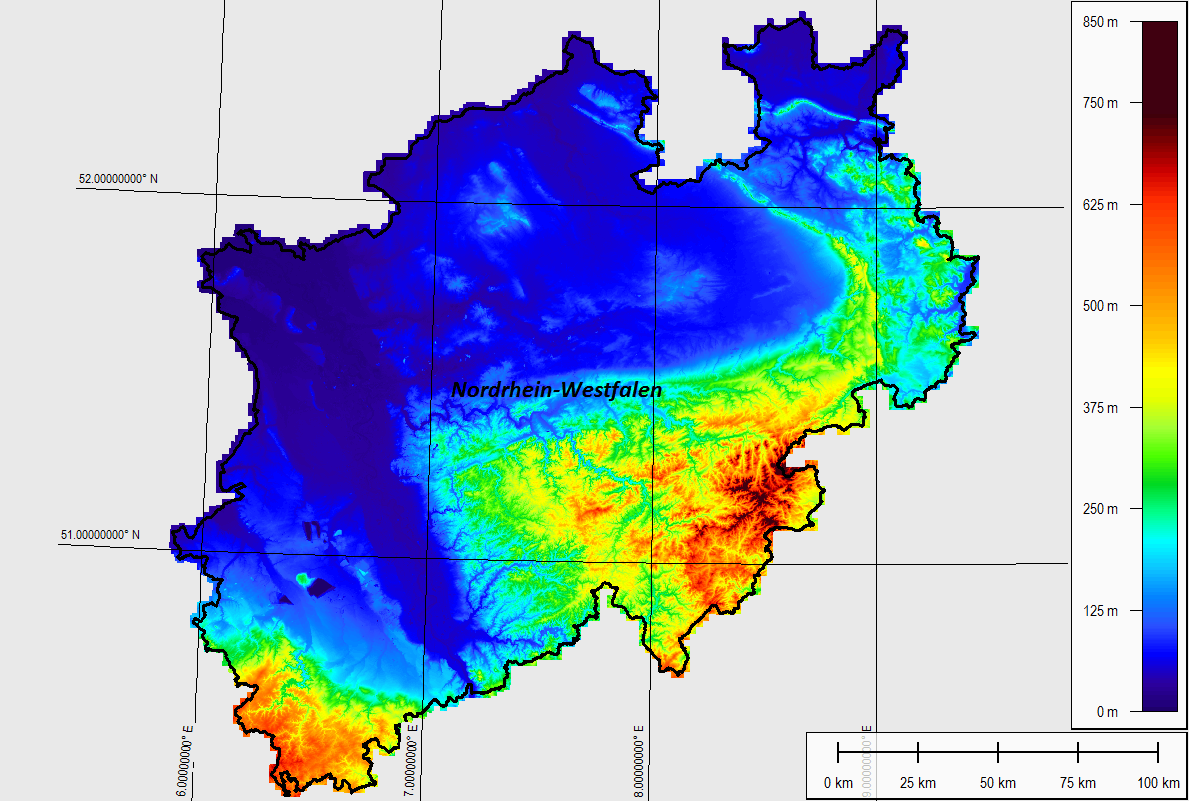 850 m
750 m
52.00000000° N
625 m
500 m
Nordrhein-Westfalen
375 m
250 m
51.00000000° N
125 m
0 m
6.00000000° E
7.00000000° E
8.00000000° E
9.00000000° E
0 km 25 km 50 km 75 km 100 km